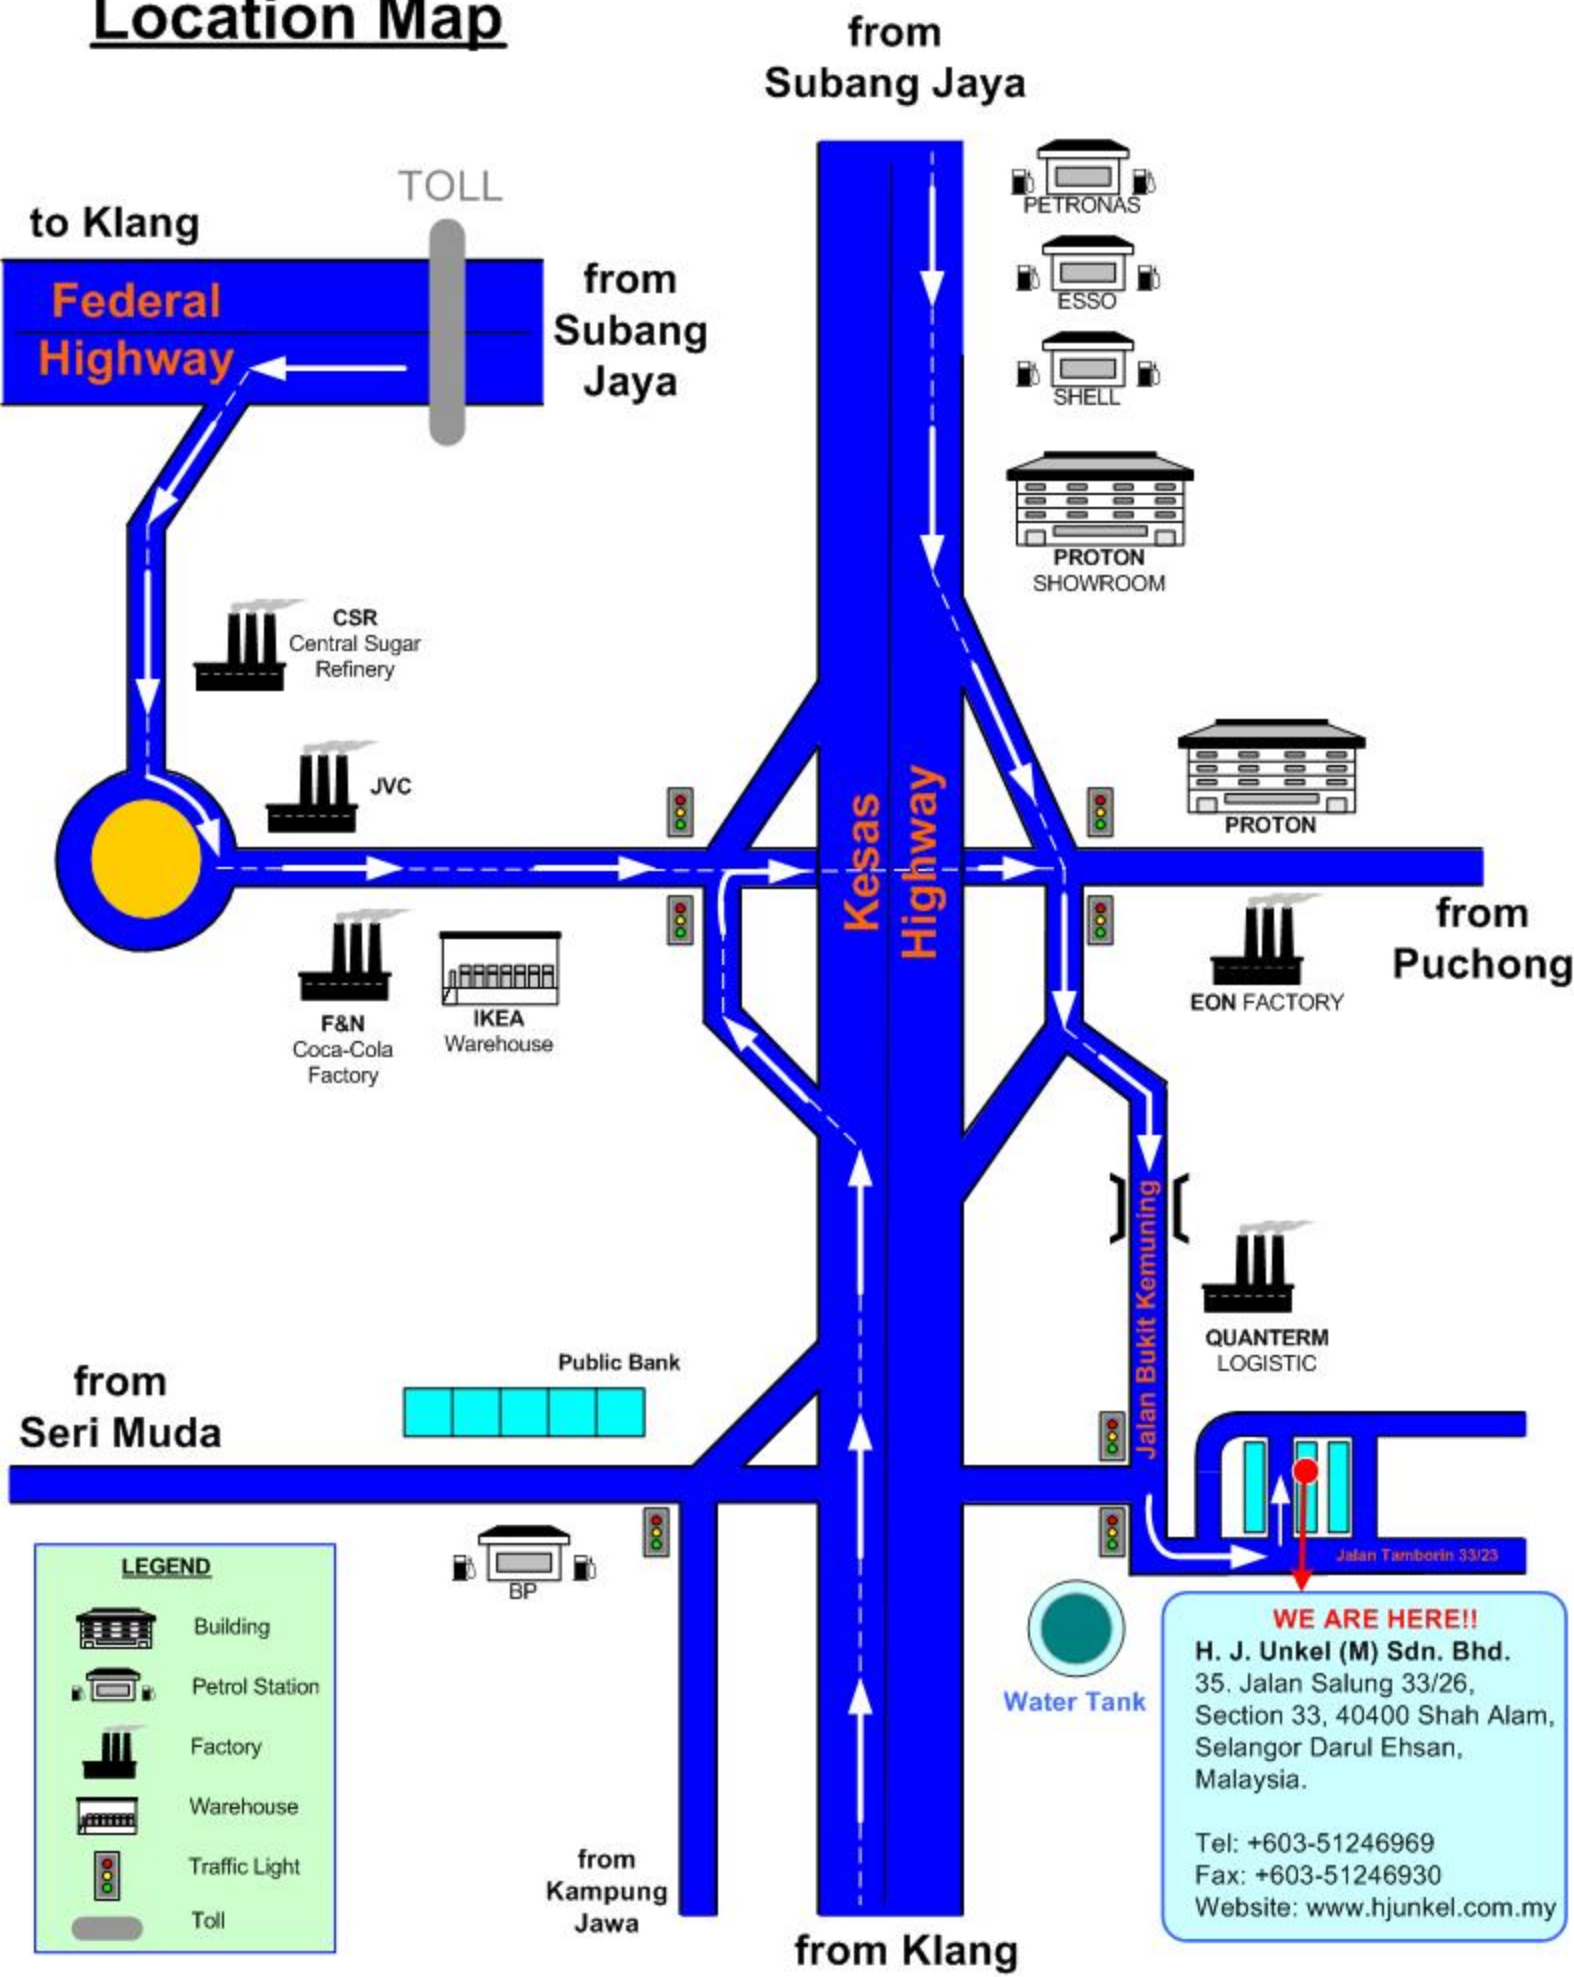 Location Map
from
Subang Jaya
TOLL
to Klang
Federal
Highway
from
Subang
Jaya
PETRONAS
ESSO
SHELL
PROTON
SHOWROOM
CSR
Central Sugar
Refinery
JVC
Kesas
Highway
PROTON
from
Puchong
EON FACTORY
F&N
Coca-Cola
Factory
IKEA
Warehouse
Jalan Bukit Kemuning
QUANTERM
LOGISTIC
Public Bank
from
Seri Muda
BP
Jalan Tamborin 33/23
LEGEND
Building
Petrol Station
Factory
Warehouse
Traffic Light
Toll
Water Tank
WE ARE HERE!!
H. J. Unkel (M) Sdn. Bhd.
35. Jalan Salung 33/26,
Section 33, 40400 Shah Alam,
Selangor Darul Ehsan,
Malaysia.
Tel: +603-51246969
Fax: +603-51246930
Website: www.hjunkel.com.my
from
Kampung
Jawa
from Klang